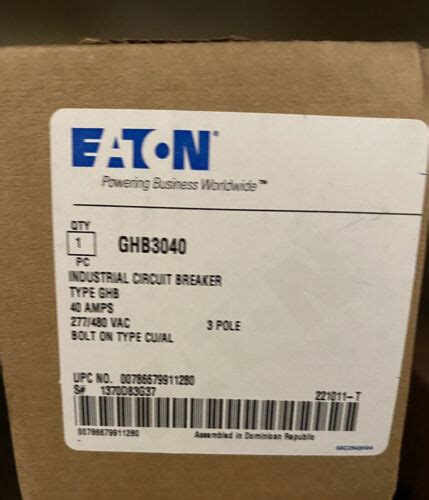 EATON
Powering Business Worldwide™
QTY
1
PC
GHB3040
INDUSTRIAL CIRCUIT BREAKER
TYPE GHB
40 AMPS
277/480 VAC 3 POLE
BOLT ON TYPE CU/AL
UPC NO. 00786679911280
S# 1370D83G37 221011-T
00786679911280 Assembled in Dominican Republic